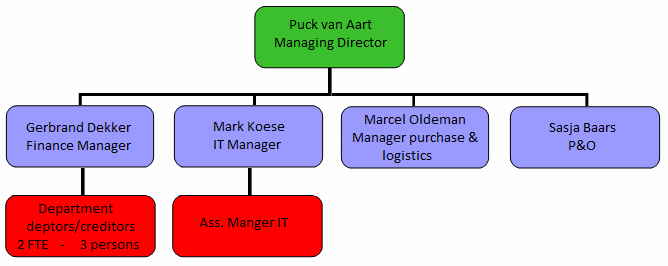 Puck van Aart
Managing Director
Gerbrand Dekker
Finance Manager
Mark Koese
IT Manager
Marcel Oldeman
Manager purchase &
logistics
Sasja Baars
P&O
Department
deptors/creditors
2 FTE - 3 persons
Ass. Manger IT